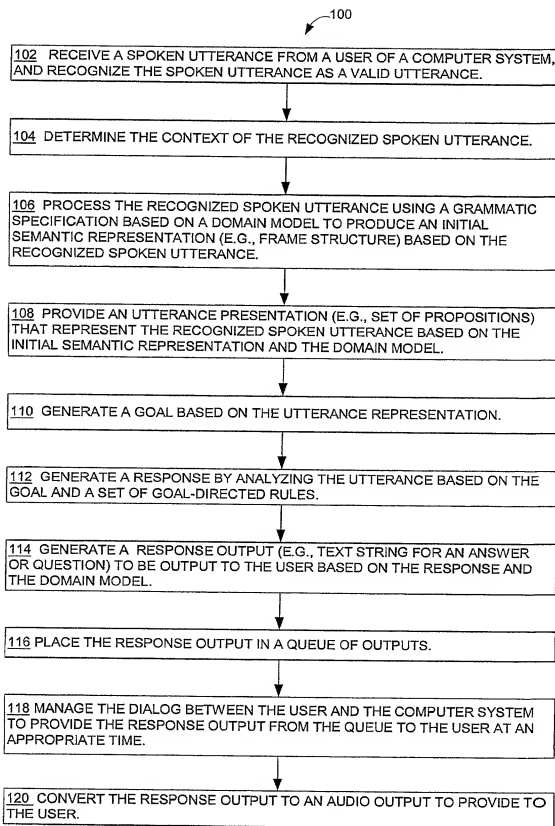 100
102 RECEIVE A SPOKEN UTTERANCE FROM A USER OF A COMPUTER SYSTEM,
AND RECOGNIZE THE SPOKEN UTTERANCE AS A VALID UTTERANCE.
104 DETERMINE THE CONTEXT OF THE RECOGNIZED SPOKEN UTTERANCE.
106 PROCESS THE RECOGNIZED SPOKEN UTTERANCE USING A GRAMMATIC
SPECIFICATION BASED ON A DOMAIN MODEL TO PRODUCE AN INITIAL
SEMANTIC REPRESENTATION (E.G., FRAME STRUCTURE) BASED ON THE
RECOGNIZED SPOKEN UTTERANCE.
108 PROVIDE AN UTTERANCE PRESENTATION (E.G., SET OF PROPOSITIONS)
THAT REPRESENT THE RECOGNIZED SPOKEN UTTERANCE BASED ON THE
INITIAL SEMANTIC REPRESENTATION AND THE DOMAIN MODEL.
110 GENERATE A GOAL BASED ON THE UTTERANCE REPRESENTATION.
112 GENERATE A RESPONSE BY ANALYZING THE UTTERANCE BASED ON THE
GOAL AND A SET OF GOAL-DIRECTED RULES.
114 GENERATE A RESPONSE OUTPUT (E.G., TEXT STRING FOR AN ANSWER
OR QUESTION) TO BE OUTPUT TO THE USER BASED ON THE RESPONSE AND
THE DOMAIN MODEL.
116 PLACE THE RESPONSE OUTPUT IN A QUEUE OF OUTPUTS.
118 MANAGE THE DIALOG BETWEEN THE USER AND THE COMPUTER SYSTEM
TO PROVIDE THE RESPONSE OUTPUT FROM THE QUEUE TO THE USER AT AN
APPROPRIATE TIME.
120 CONVERT THE RESPONSE OUTPUT TO AN AUDIO OUTPUT TO PROVIDE TO
THE USER.